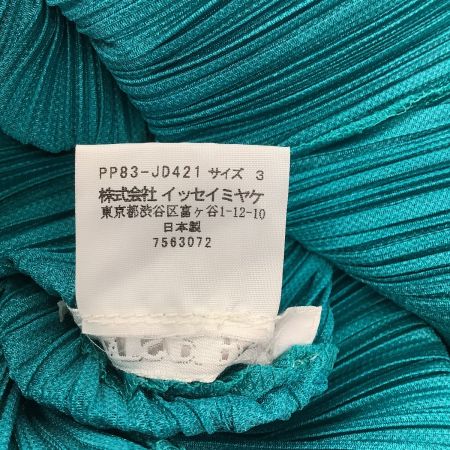 PP83-JD421 サイズ 3
株式会社 イッセイミヤケ
東京都渋谷区富ヶ谷1-12-10
日本製
7563072